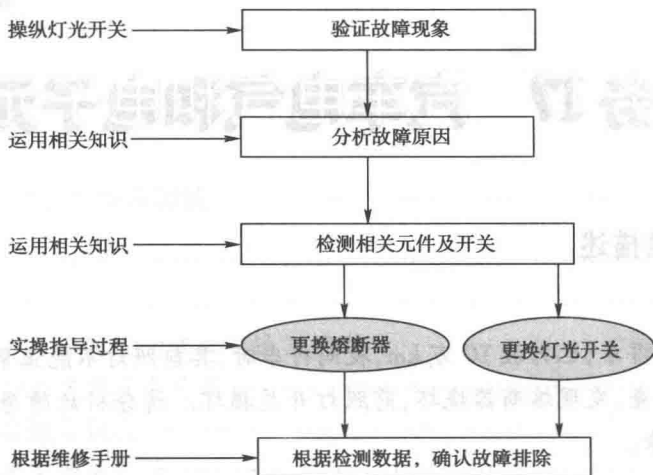 操纵灯光开关
验证故障现象
运用相关知识
分析故障原因
运用相关知识
检测相关元件及开关
实操指导过程
更换熔断器
更换灯光开关
根据维修手册
根据检测数据，确认故障排除